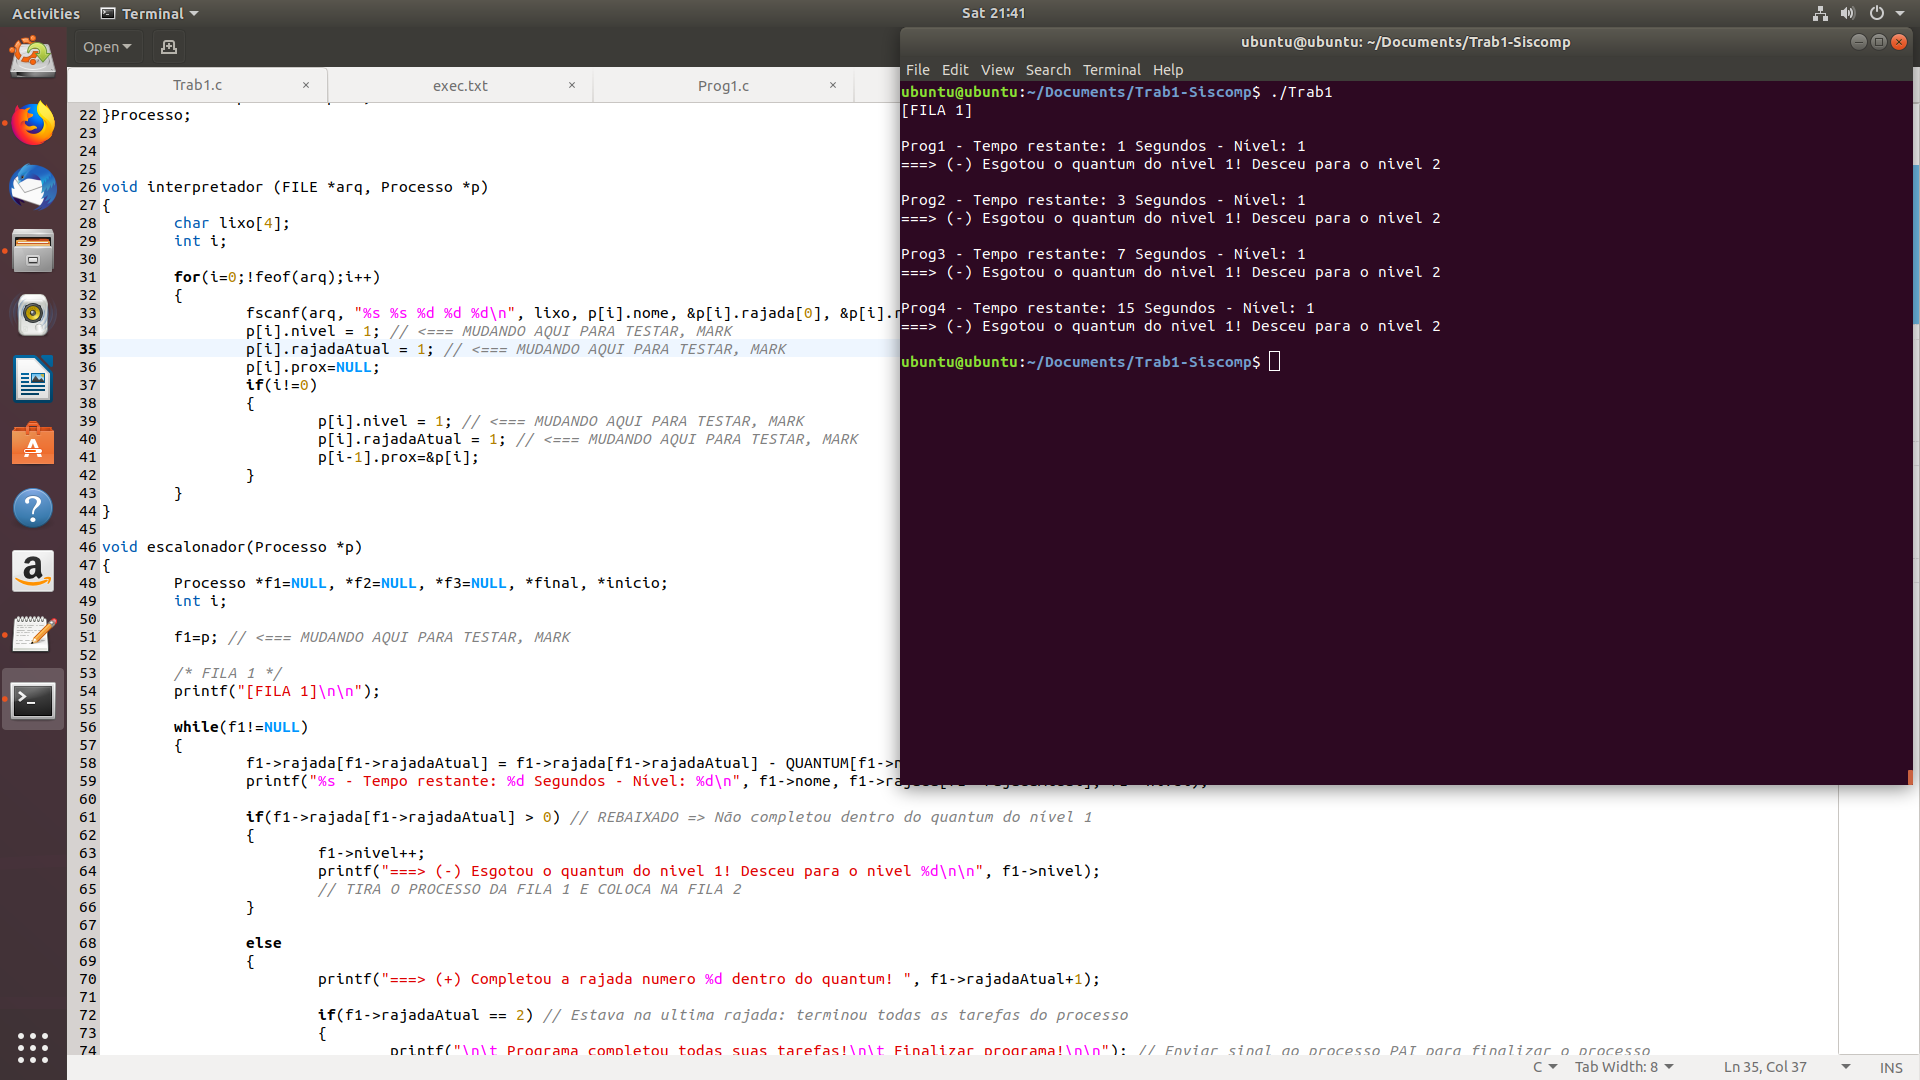 Activities
Terminal
Sat 21:41
Open
Trab1.c × exec.txt × Prog1.c ×
22 }Processo;
23
24
25
26 void interpretador (FILE *arq, Processo *p)
27 {
28 char lixo[4];
29 int i;
30
31 for(i=0;!feof(arq);i++)
32 {
33 fscanf(arq, "%s %s %d %d %d\n", lixo, p[i].nome, &p[i].rajada[0], &p[i].
34 p[i].nivel = 1; // <=== MUDANDO AQUI PARA TESTAR, MARK
35 p[i].rajadaAtual = 1; // <=== MUDANDO AQUI PARA TESTAR, MARK
36 p[i].prox=NULL;
37 if(i!=0)
38 {
39 p[i].nivel = 1; // <=== MUDANDO AQUI PARA TESTAR, MARK
40 p[i].rajadaAtual = 1; // <=== MUDANDO AQUI PARA TESTAR, MARK
41 p[i-1].prox=&p[i];
42 }
43 }
44 }
45
46 void escalonador(Processo *p)
47 {
48 Processo *f1=NULL, *f2=NULL, *f3=NULL, *final, *inicio;
49 int i;
50
51 f1=p; // <=== MUDANDO AQUI PARA TESTAR, MARK
52
53 /* FILA 1 */
54 printf("[FILA 1]\n\n");
55
56 while(f1!=NULL)
57 {
58 f1->rajada[f1->rajadaAtual] = f1->rajada[f1->rajadaAtual] - QUANTUM[f1->
59 printf("%s - Tempo restante: %d Segundos - Nível: %d\n", f1->nome,
60
61 if(f1->rajada[f1->rajadaAtual] > 0) // REBAIXADO => Não completou dentro do quantum do nível 1
62 {
63 f1->nivel++;
64 printf("===> (-) Esgotou o quantum do nivel 1! Desceu para o nivel %d\n\n", f1->nivel);
65 // TIRA O PROCESSO DA FILA 1 E COLOCA NA FILA 2
66 }
67
68 else
69 {
70 printf("===> (+) Completou a rajada numero %d dentro do quantum! ", f1->rajadaAtual+1);
71
72 if(f1->rajadaAtual == 2) // Estava na ultima rajada: terminou todas as tarefas do processo
73 {
74 printf("\n\t Programa completou todas suas tarefas!\n\t Finalizar programa!\n\n"); // Enviar sinal ao processo PAI para finalizar o processo
C Tab Width: 8 Ln 35, Col 37 INS
ubuntu@ubuntu: ~/Documents/Trab1-Siscomp
File Edit View Search Terminal Help
ubuntu@ubuntu:~/Documents/Trab1-Siscomp$ ./Trab1
[FILA 1]
Prog1 - Tempo restante: 1 Segundos - Nível: 1
===> (-) Esgotou o quantum do nivel 1! Desceu para o nivel 2
Prog2 - Tempo restante: 3 Segundos - Nível: 1
===> (-) Esgotou o quantum do nivel 1! Desceu para o nivel 2
Prog3 - Tempo restante: 7 Segundos - Nível: 1
===> (-) Esgotou o quantum do nivel 1! Desceu para o nivel 2
Prog4 - Tempo restante: 15 Segundos - Nível: 1
===> (-) Esgotou o quantum do nivel 1! Desceu para o nivel 2
ubuntu@ubuntu:~/Documents/Trab1-Siscomp$